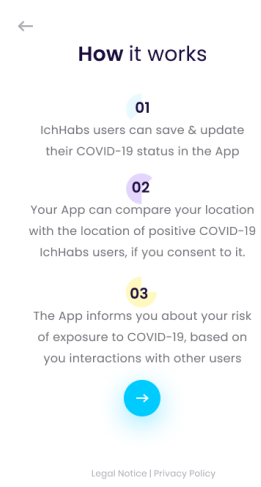 How it works
01
IchHabs users can save & update
their COVID-19 status in the App
02
Your App can compare your location
with the location of positive COVID-19
IchHabs users, if you consent to it.
03
The App informs you about your risk
of exposure to COVID-19, based on
you interactions with other users
Legal Notice | Privacy Policy